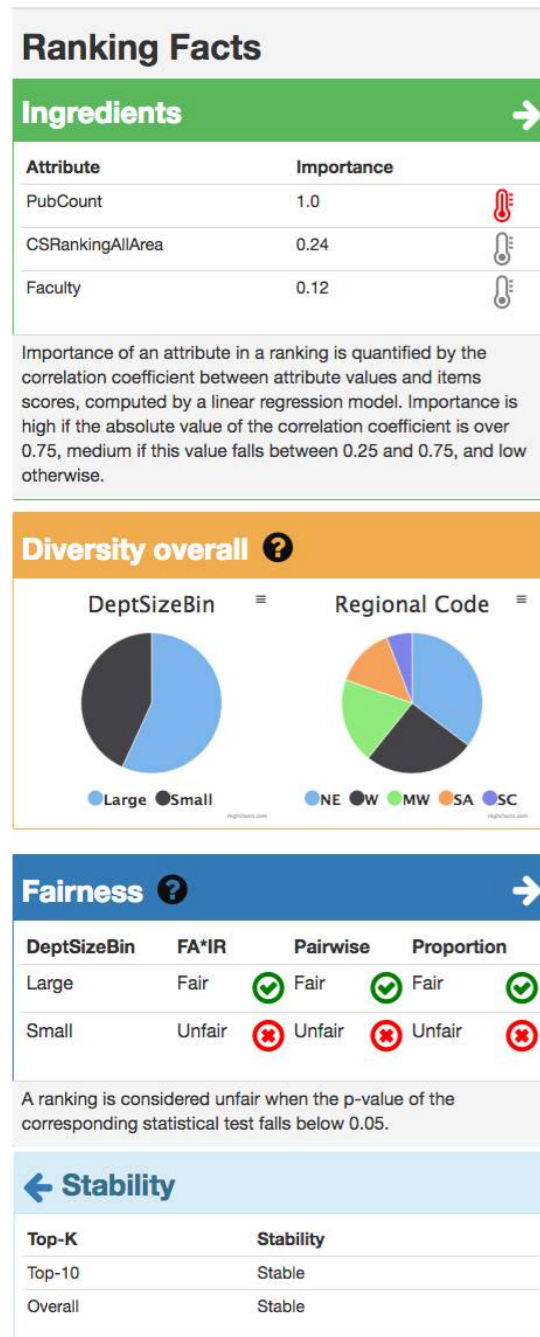 Ranking Facts
Ingredients
Attribute Importance
PubCount 1.0
CSRankingAllArea 0.24
Faculty 0.12
Importance of an attribute in a ranking is quantified by the
correlation coefficient between attribute values and items
scores, computed by a linear regression model. Importance is
high if the absolute value of the correlation coefficient is over
0.75, medium if this value falls between 0.25 and 0.75, and low
otherwise.
Diversity overall ?
DeptSizeBin Regional Code
Large Small NE W MW SA SC
Highcharts.com Highcharts.com
Fairness ?
DeptSizeBin FA*IR Pairwise Proportion
Large Fair Fair Fair
Small Unfair Unfair Unfair
A ranking is considered unfair when the p-value of the
corresponding statistical test falls below 0.05.
Stability
Top-K Stability
Top-10 Stable
Overall Stable